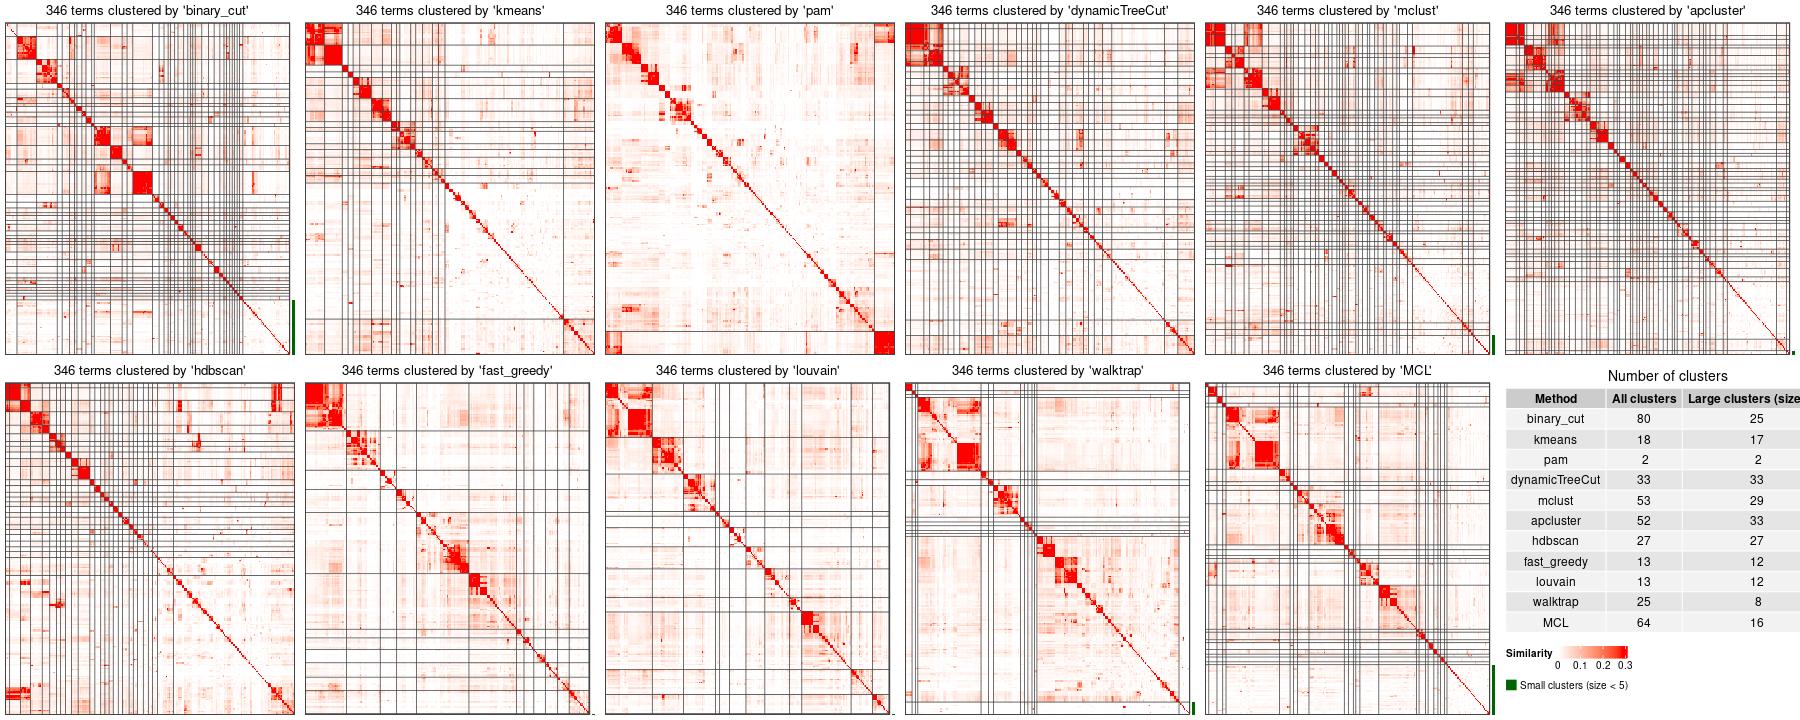 346 terms clustered by 'binary_cut'
346 terms clustered by 'kmeans'
346 terms clustered by 'pam'
346 terms clustered by 'dynamicTreeCut'
346 terms clustered by 'mclust'
346 terms clustered by 'apcluster'
346 terms clustered by 'hdbscan'
346 terms clustered by 'fast_greedy'
346 terms clustered by 'louvain'
346 terms clustered by 'walktrap'
346 terms clustered by 'MCL'
Number of clusters
Method All clusters Large clusters (size
binary_cut 80 25
kmeans 18 17
pam 2 2
dynamicTreeCut 33 33
mclust 53 29
apcluster 52 33
hdbscan 27 27
fast_greedy 13 12
louvain 13 12
walktrap 25 8
MCL 64 16
Similarity
0 0.1 0.2 0.3
Small clusters (size < 5)